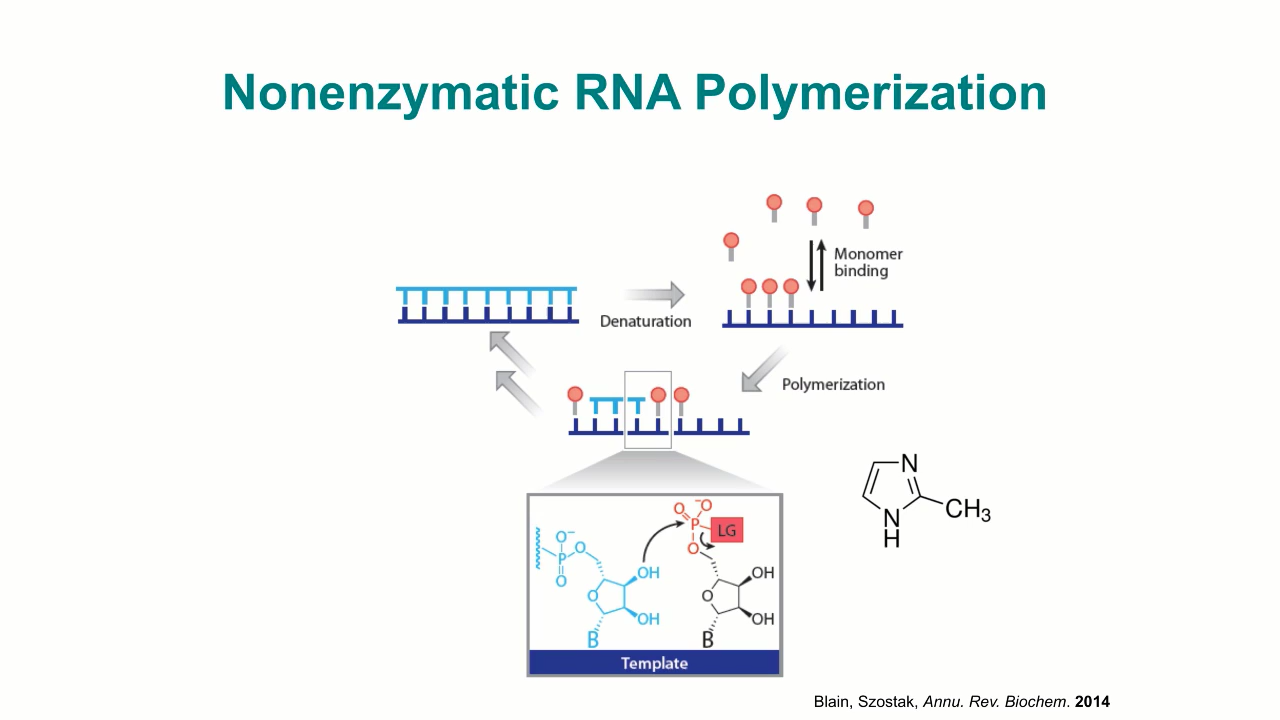 Nonenzymatic RNA Polymerization
Monomer
binding
Denaturation
Polymerization
N
N
H
CH3
O
⁻O
P
LG
O
O⁻
O
P
O
OH
OH
O
O
OH
OH
B
B
Template
Blain, Szostak, Annu. Rev. Biochem. 2014